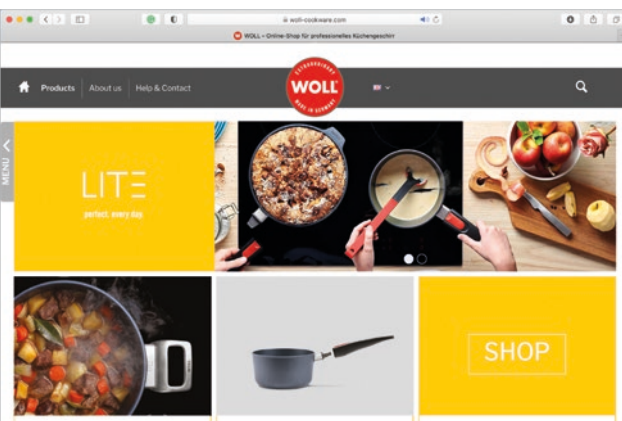 woll-cookware.com
WOLL - Online-Shop für professionelles Küchengeschirr
EXTRAORDINARY
WOLL
MADE IN GERMANY
Products
About us
Help & Contact
MENU
LITE
perfect, every day.
SHOP